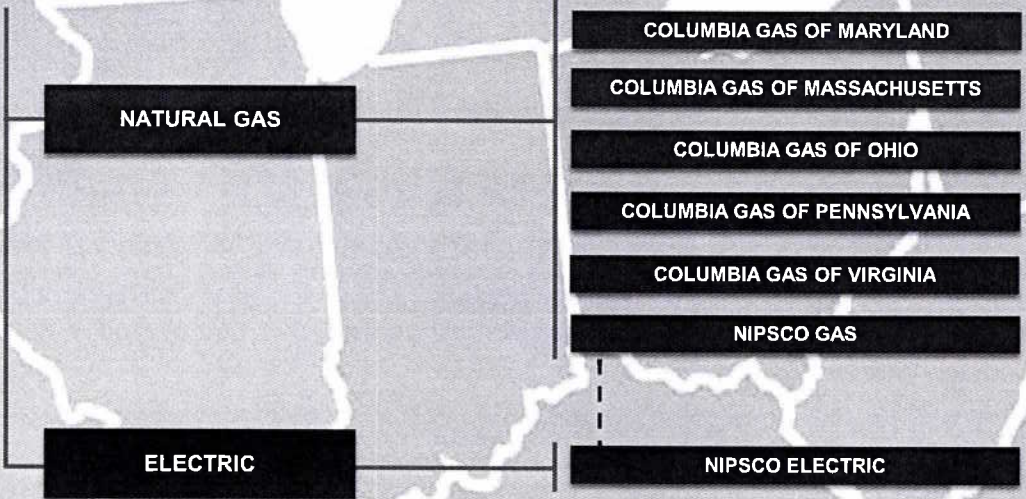 COLUMBIA GAS OF MARYLAND
COLUMBIA GAS OF MASSACHUSETTS
NATURAL GAS
COLUMBIA GAS OF OHIO
COLUMBIA GAS OF PENNSYLVANIA
COLUMBIA GAS OF VIRGINIA
NIPSCO GAS
ELECTRIC
NIPSCO ELECTRIC